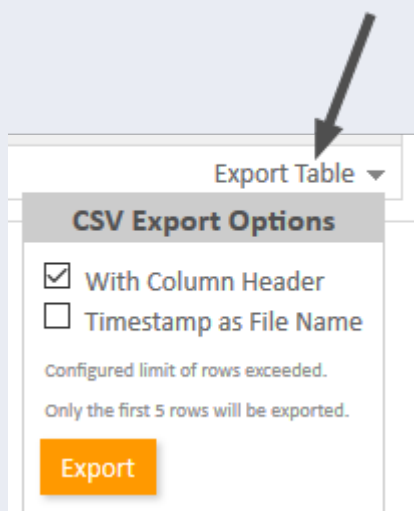 Export Table
CSV Export Options
With Column Header
Timestamp as File Name
Configured limit of rows exceeded.
Only the first 5 rows will be exported.
Export